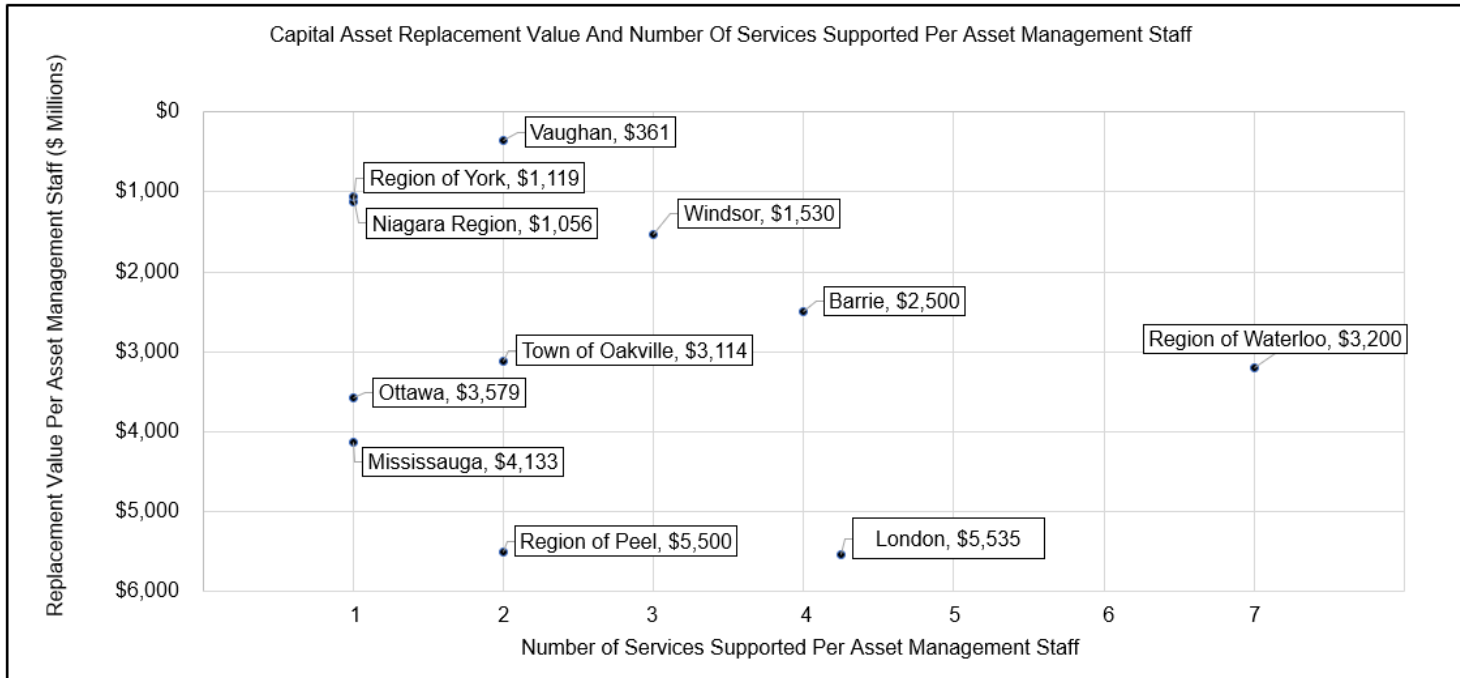 Capital Asset Replacement Value And Number Of Services Supported Per Asset Management Staff
Replacement Value Per Asset Management Staff ($ Millions)
$0
$1,000
$2,000
$3,000
$4,000
$5,000
$6,000
Vaughan, $361
Region of York, $1,119
Niagara Region, $1,056
Windsor, $1,530
Barrie, $2,500
Region of Waterloo, $3,200
Town of Oakville, $3,114
Ottawa, $3,579
Mississauga, $4,133
Region of Peel, $5,500
London, $5,535
1 2 3 4 5 6 7
Number of Services Supported Per Asset Management Staff